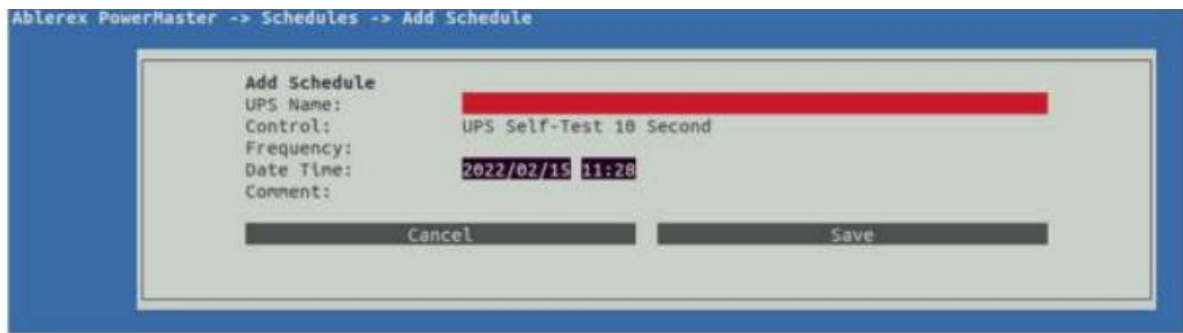 Ablerex PowerMaster -> Schedules -> Add Schedule
Add Schedule
UPS Name:
Control: UPS Self-Test 10 Second
Frequency:
Date Time: 2022/02/15 11:28
Comment:
Cancel Save